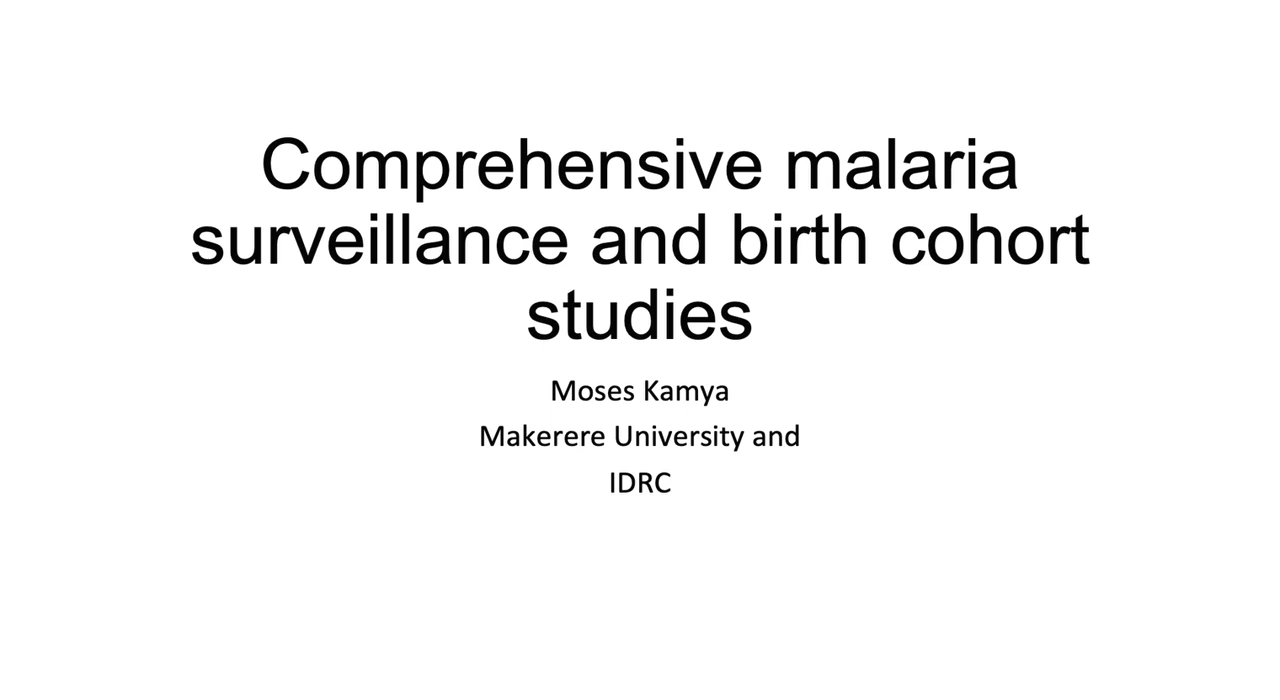 Comprehensive malaria
surveillance and birth cohort
studies
Moses Kamya
Makerere University and
IDRC